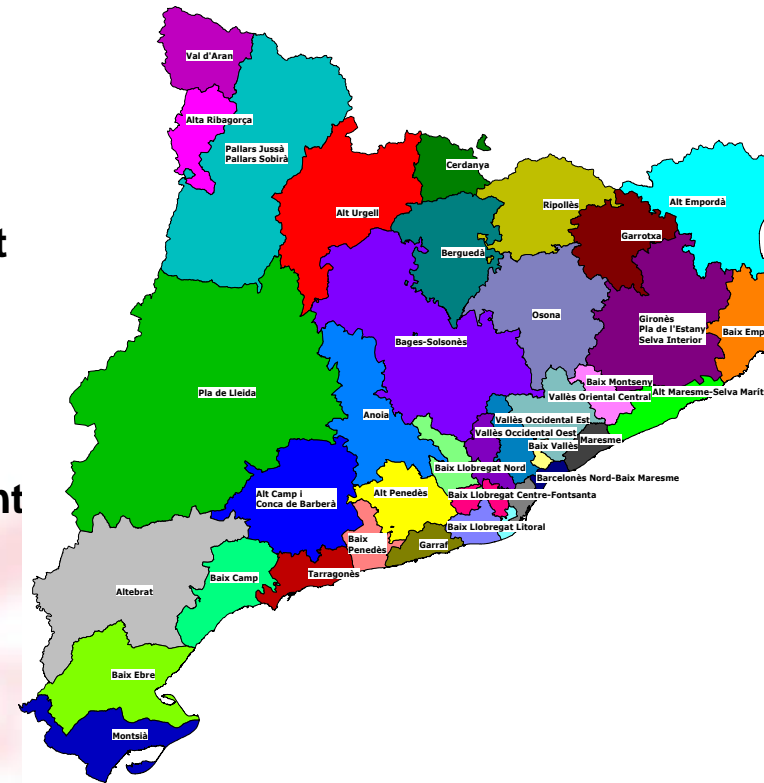 Val d'Aran
Alta Ribagorça
Pallars Jussà
Pallars Sobirà
Cerdanya
Alt Urgell
Ripollès
Alt Empordà
t
Garrotxa
Berguedà
Osona
Gironès
Pla de l'Estany
Selva Interior
Baix Emp
Bages-Solsonès
Baix Montseny
Pla de Lleida
Alt Maresme-Selva Marít
Vallès Oriental Central
Anoia
Vallès Occidental Est
Vallès Occidental Oest
Maresme
Baix Vallès
Baix Llobregat Nord
Barcelonès Nord-Baix Maresme
nt
Alt Camp i
Conca de Barberà
Alt Penedès
Baix Llobregat Centre-Fontsanta
Baix Llobregat Litoral
Baix
Penedès
Garraf
Tarragonès
Baix Camp
Altebrat
Baix Ebre
Montsià